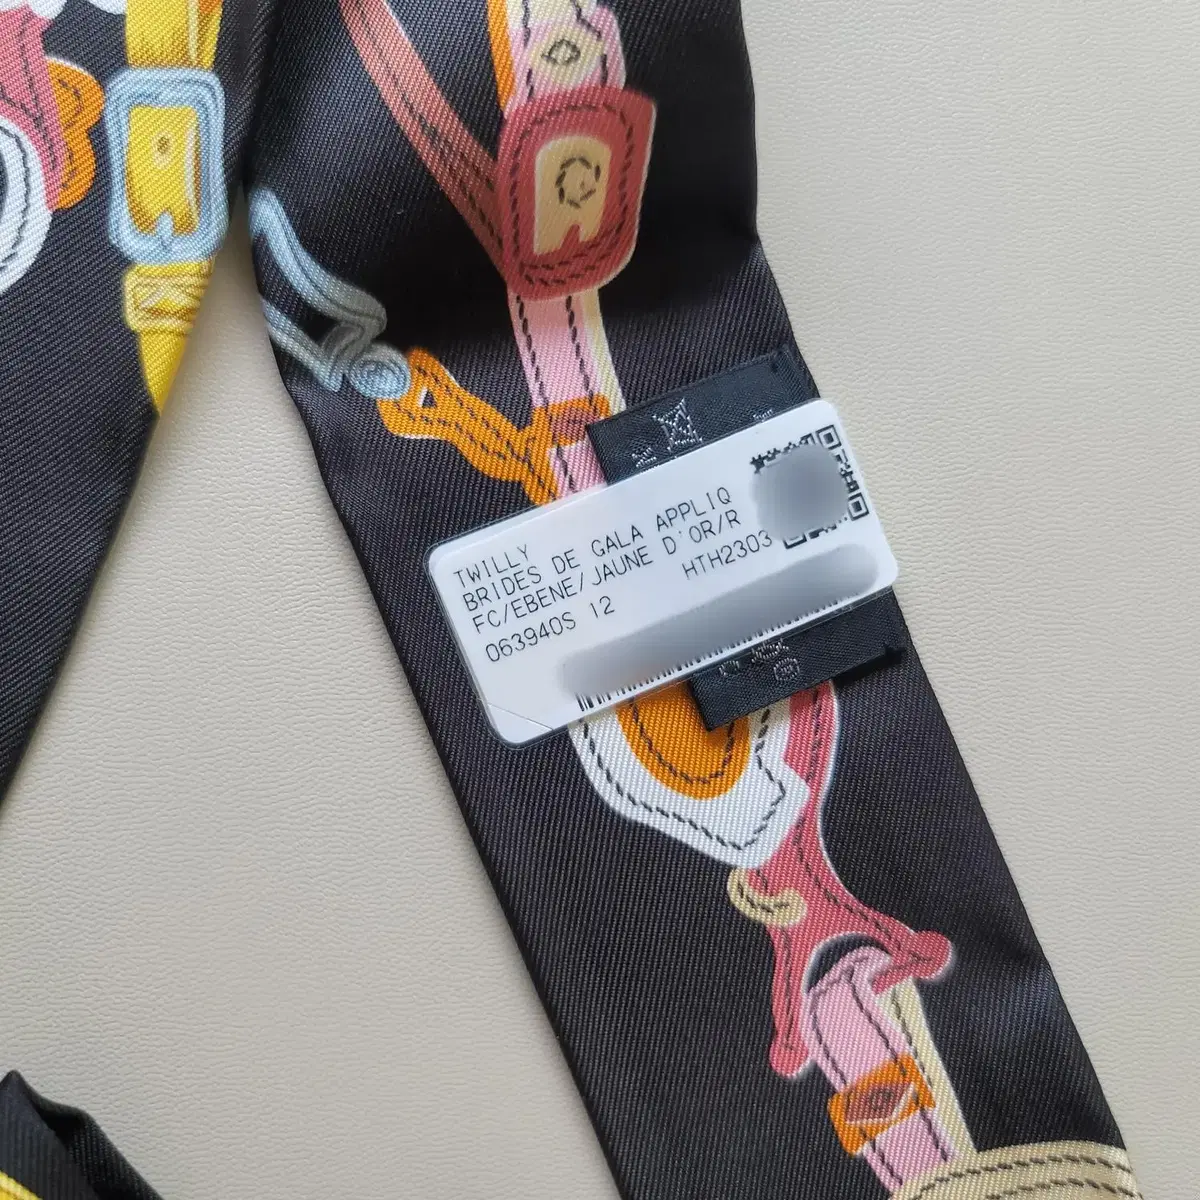 TWILLY
BRIDES DE GALA APPLIQ
FC/EBENE/JAUNE D'OR/R
063940S 12 HTH2303